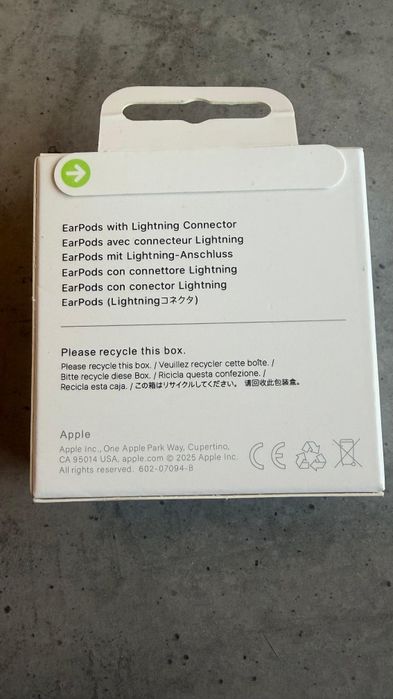 EarPods with Lightning Connector
EarPods avec connecteur Lightning
EarPods mit Lightning-Anschluss
EarPods con connettore Lightning
EarPods con conector Lightning
EarPods (Lightningコネクタ)
Please recycle this box.
Please recycle this box. / Veuillez recycler cette boîte. /
Bitte recycle diese Box. / Ricicla questa confezione. /
Recicla esta caja. / この箱はリサイクルしてください。 请回收此包装盒。
Apple
Apple Inc., One Apple Park Way, Cupertino,
CA 95014 USA. apple.com © 2025 Apple Inc.
All rights reserved. 602-07094-B
CE